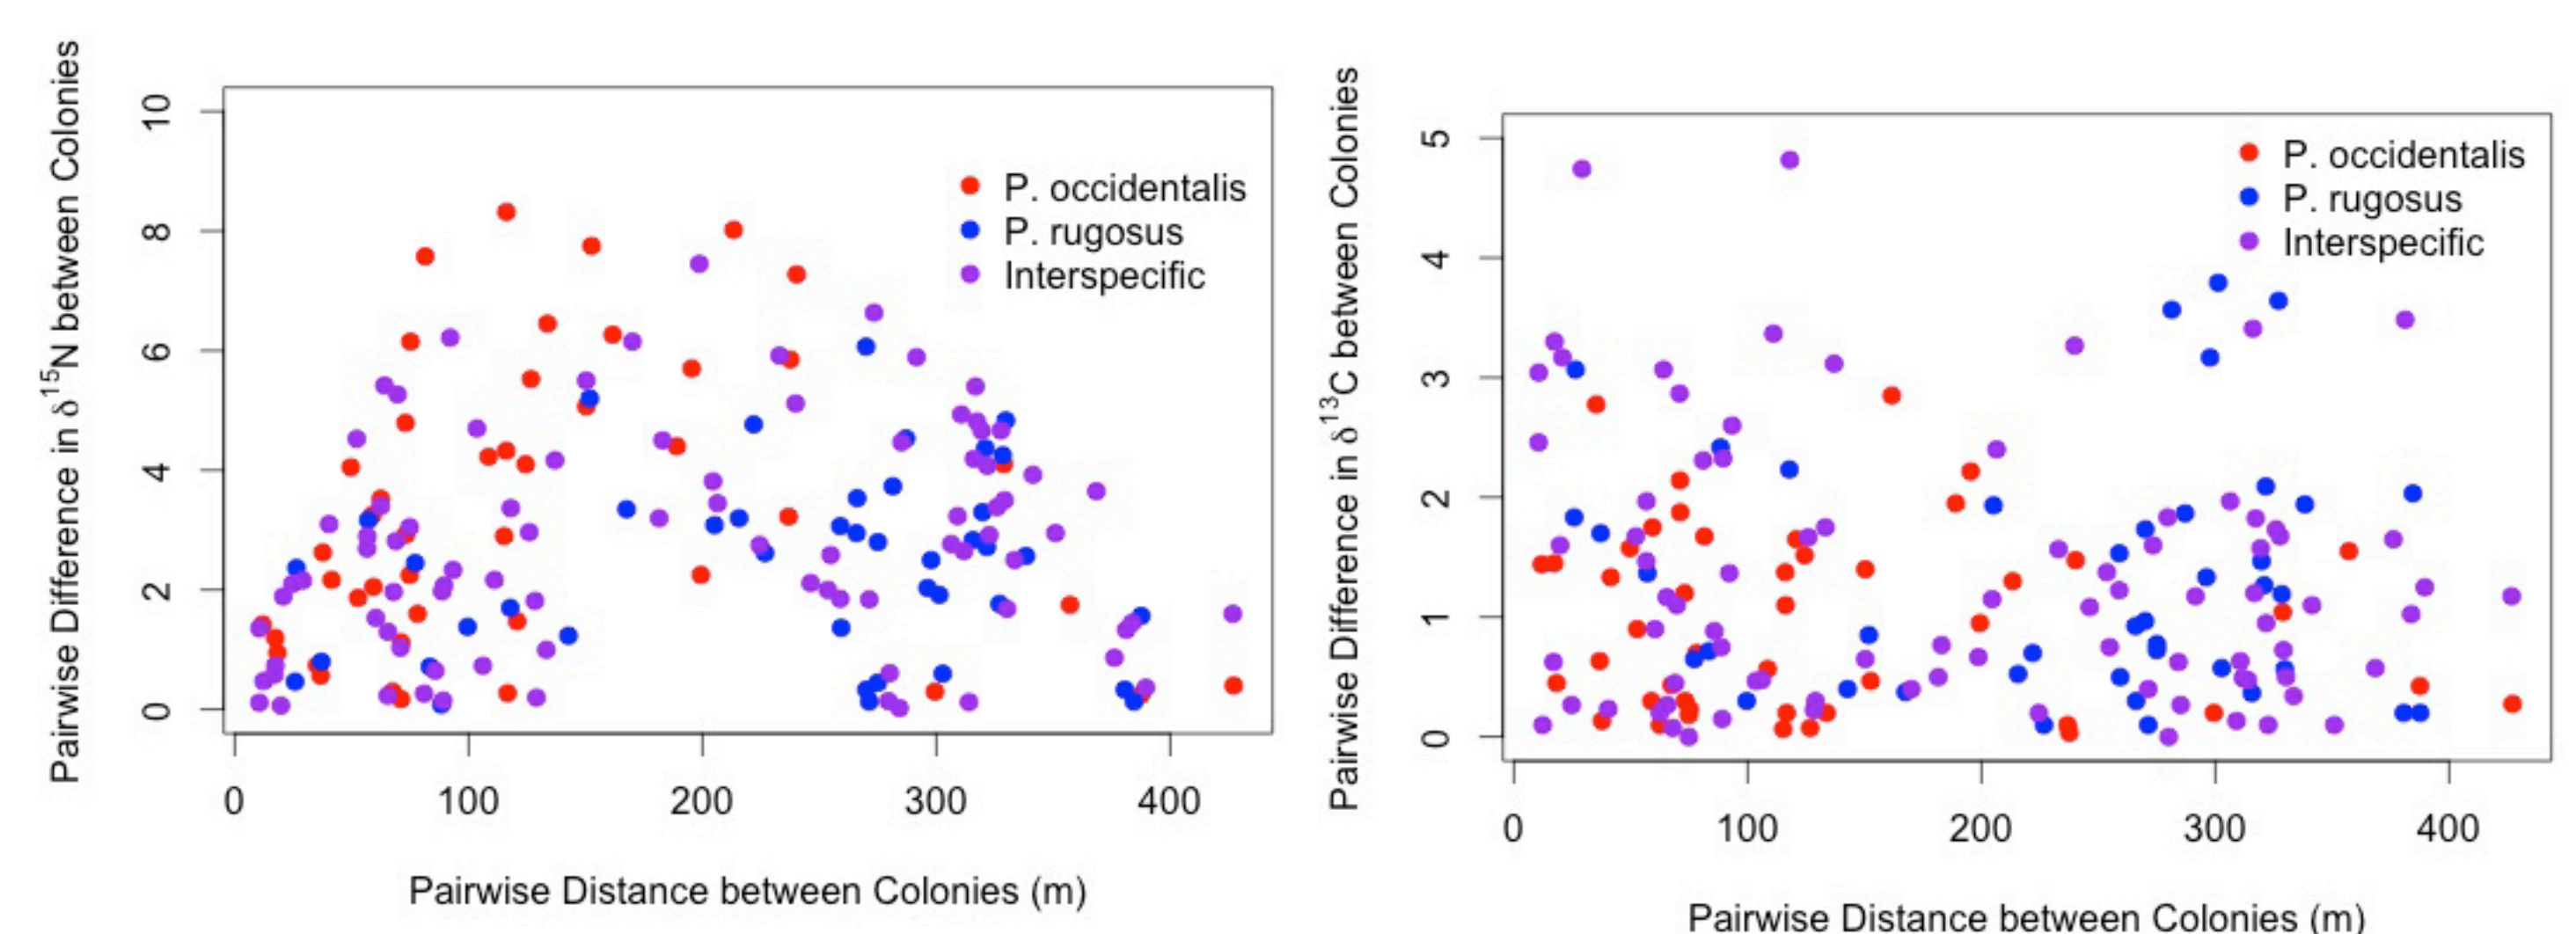 Pairwise Difference in δ15N between Colonies
10
8
6
4
2
0
P. occidentalis
P. rugosus
Interspecific
0 100 200 300 400
Pairwise Distance between Colonies (m)
Pairwise Difference in δ13C between Colonies
5
4
3
2
1
0
P. occidentalis
P. rugosus
Interspecific
0 100 200 300 400
Pairwise Distance between Colonies (m)